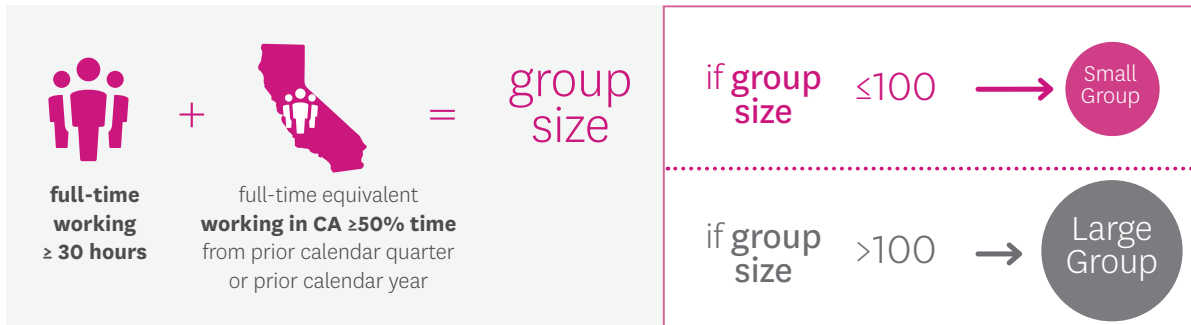 +
=
group
size
full-time
working
≥ 30 hours
full-time equivalent
working in CA ≥50% time
from prior calendar quarter
or prior calendar year
if group
size
≤100
Small
Group
if group
size
>100
Large
Group